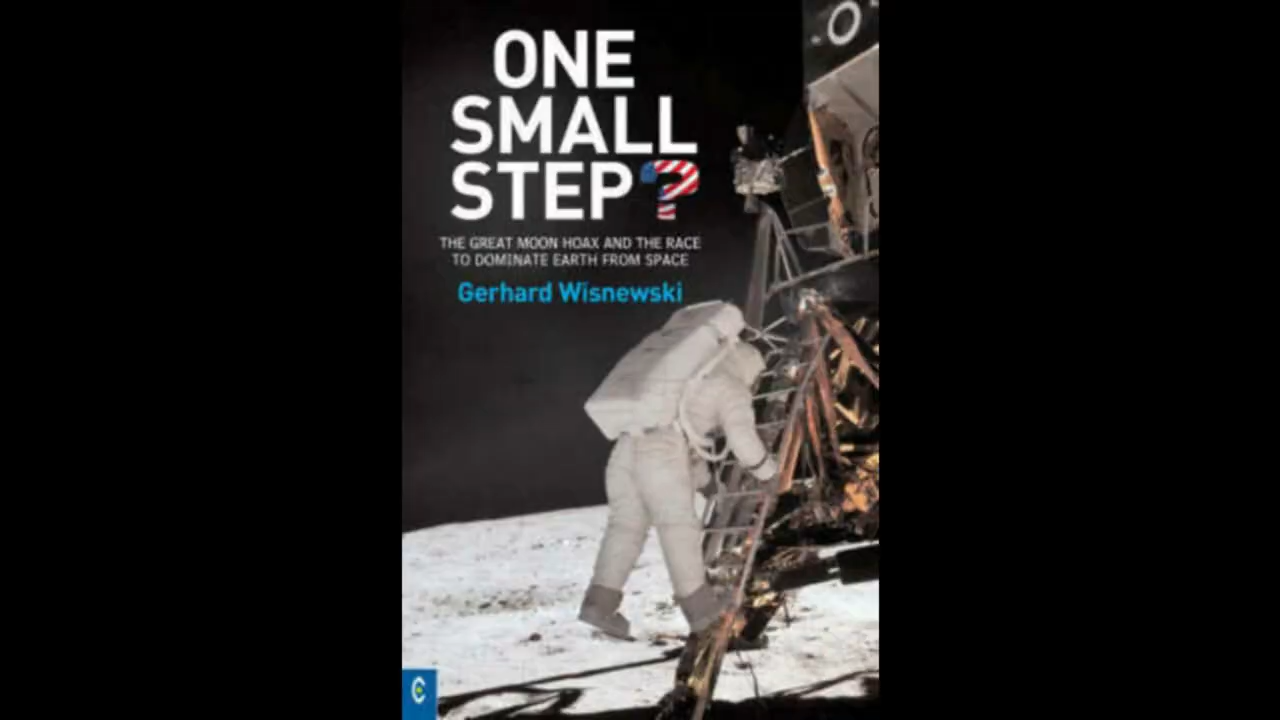 ONE
SMALL
STEP?
THE GREAT MOON HOAX AND THE RACE
TO DOMINATE EARTH FROM SPACE
Gerhard Wisnewski